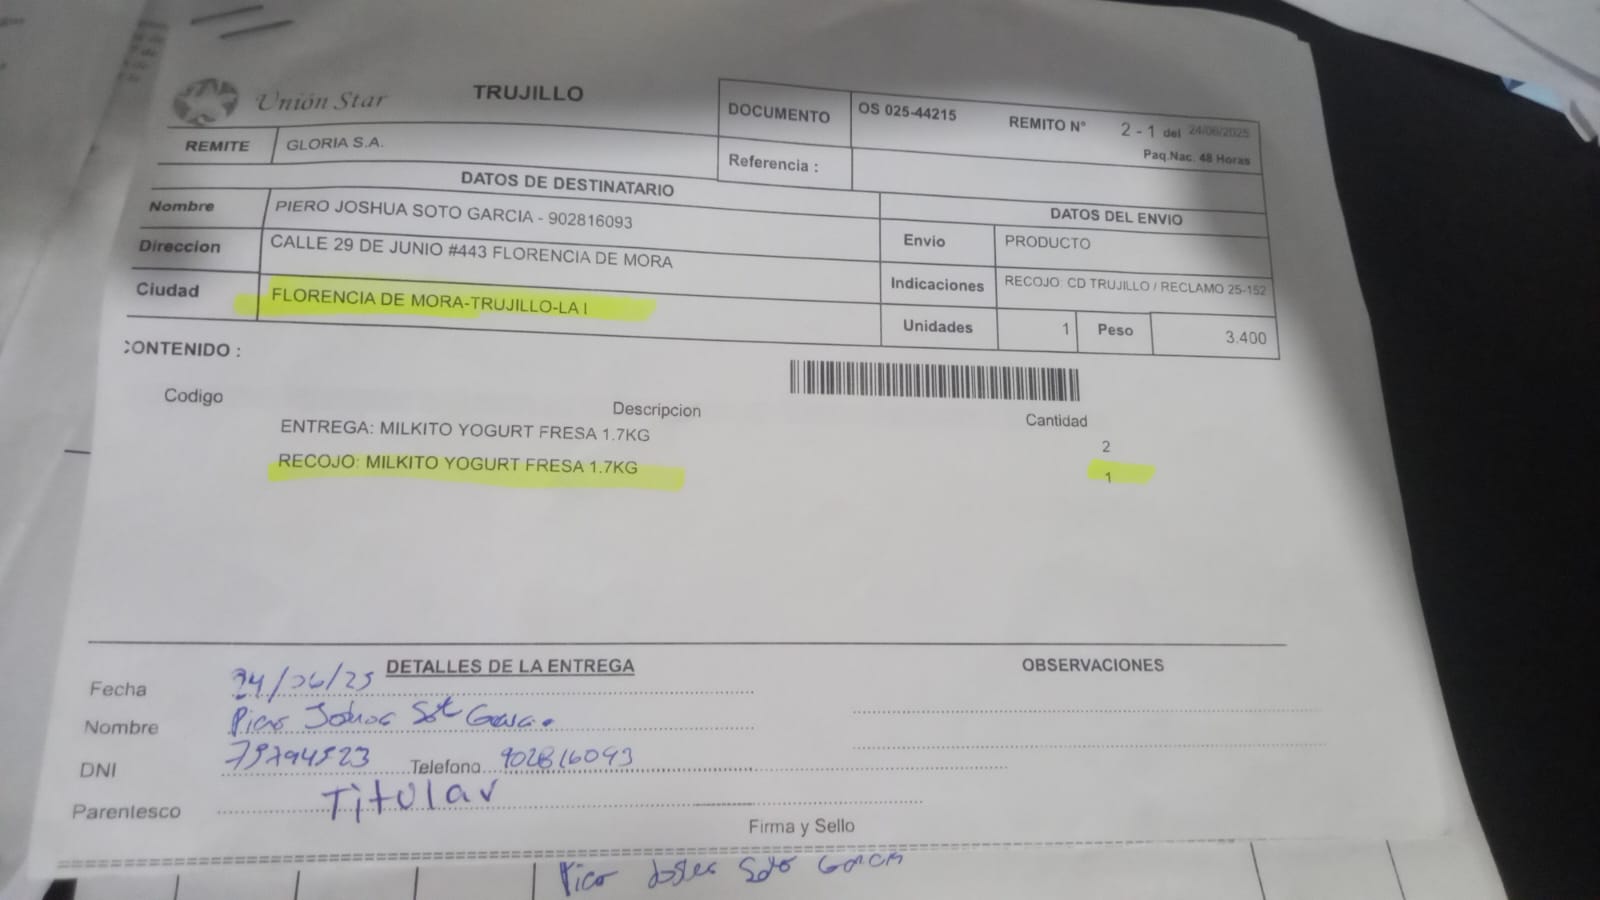 Unión Star
TRUJILLO
DOCUMENTO OS 025-44215 REMITO N° 2 - 1 del 24/06/2025
Paq.Nac. 48 Horas
REMITE GLORIA S.A.
Referencia :
DATOS DE DESTINATARIO
Nombre PIERO JOSHUA SOTO GARCIA - 902816093
Direccion CALLE 29 DE JUNIO #443 FLORENCIA DE MORA
Ciudad FLORENCIA DE MORA-TRUJILLO-LA l
DATOS DEL ENVIO
Envio PRODUCTO
Indicaciones RECOJO: CD TRUJILLO / RECLAMO 25-152
Unidades 1 Peso 3.400
CONTENIDO :
Codigo Descripcion Cantidad
ENTREGA: MILKITO YOGURT FRESA 1.7KG 2
RECOJO: MILKITO YOGURT FRESA 1.7KG 1
DETALLES DE LA ENTREGA
OBSERVACIONES
Fecha 24/06/25
Nombre Soto
DNI Telefono 902816093
Parentesco Titular
Firma y Sello
Soto Garcia